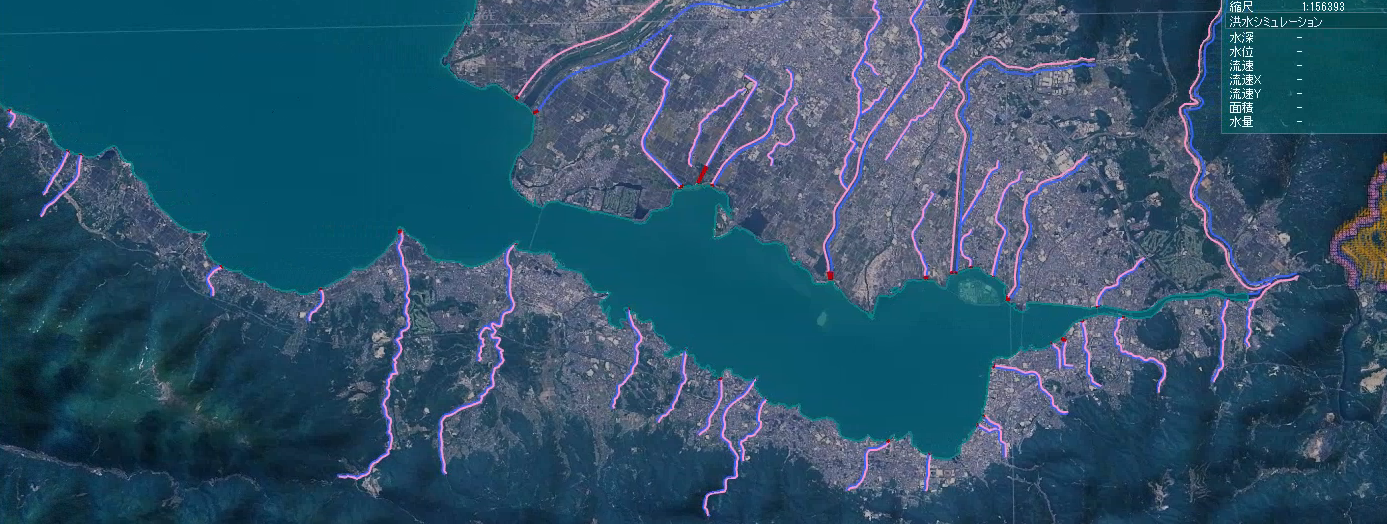 縮尺 1:156393
洪水シミュレーション
水深 -
水位 -
流速 -
流速X -
流速Y -
面積 -
水量 -